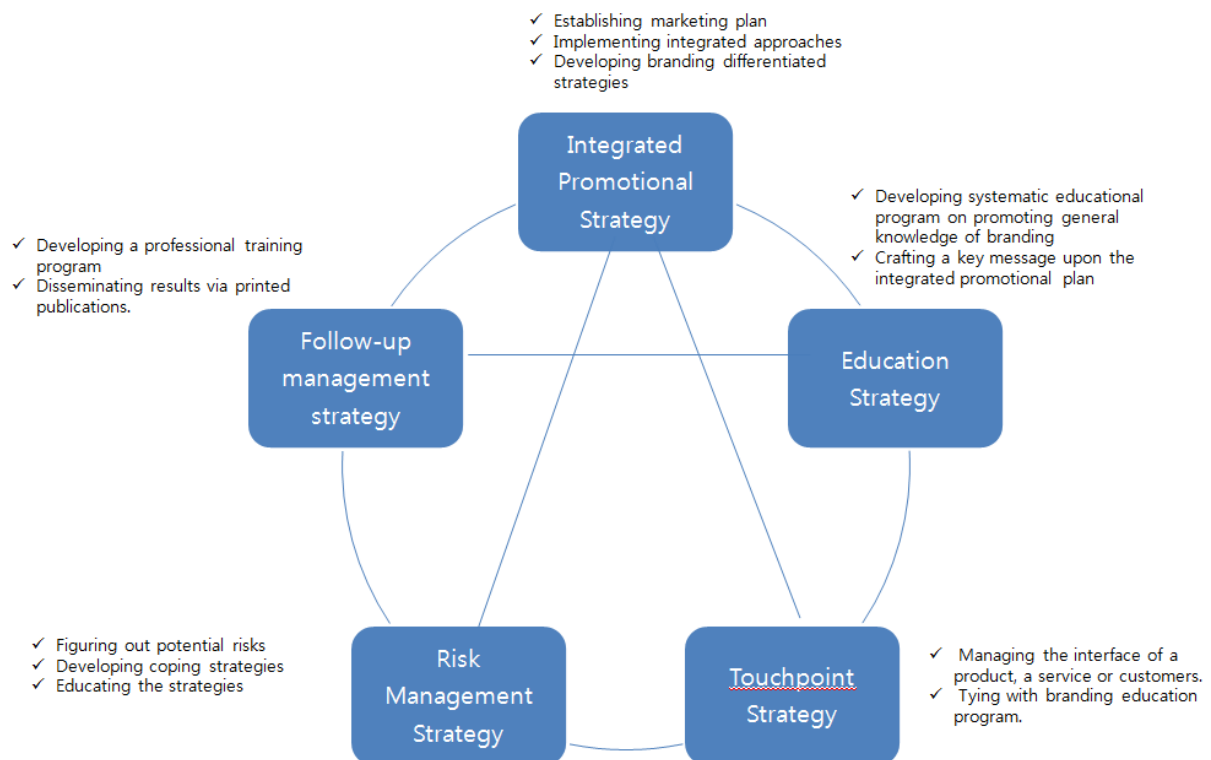 ✓ Establishing marketing plan
✓ Implementing integrated approaches
✓ Developing branding differentiated
strategies
Integrated
Promotional
Strategy
✓ Developing systematic educational
program on promoting general
knowledge of branding
✓ Crafting a key message upon the
integrated promotional plan
✓ Developing a professional training
program
✓ Disseminating results via printed
publications.
Follow-up
management
strategy
Education
Strategy
✓ Figuring out potential risks
✓ Developing coping strategies
✓ Educating the strategies
Risk
Management
Strategy
Touchpoint
Strategy
✓ Managing the interface of a
product, a service or customers.
✓ Tying with branding education
program.